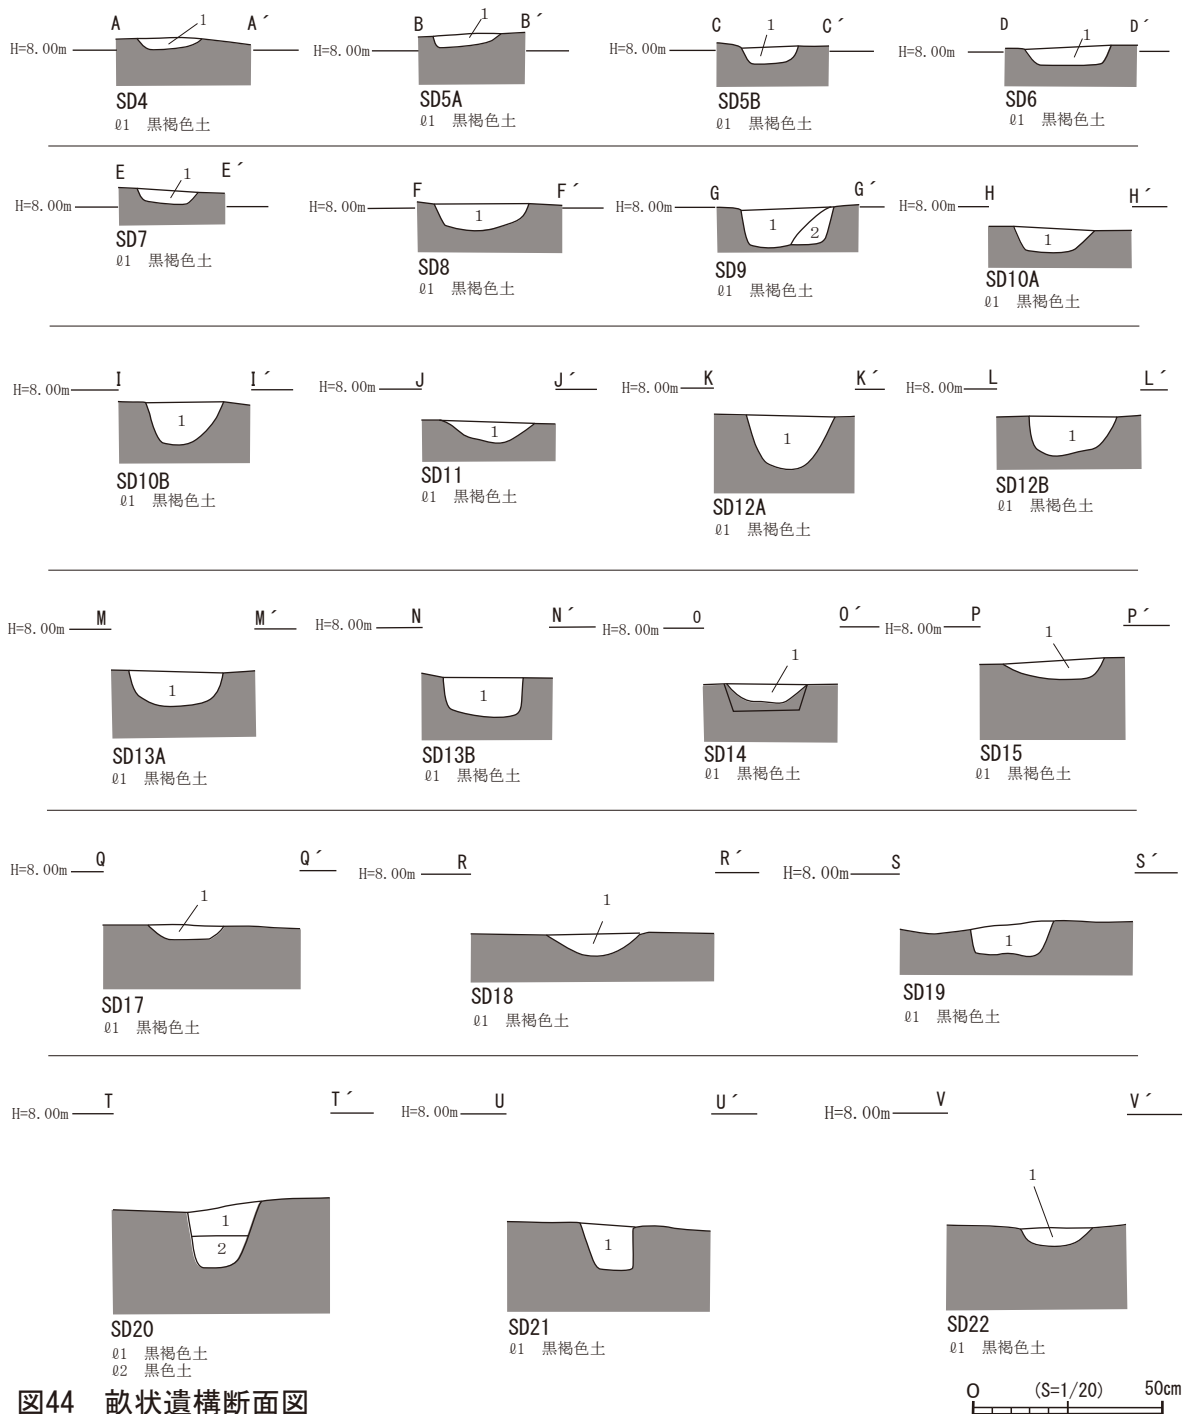 A A´ B B´ C C´ D D´
1 1 1 1
H=8.00m H=8.00m H=8.00m H=8.00m
SD4 SD5A SD5B SD6
ℓ1 黒褐色土 ℓ1 黒褐色土 ℓ1 黒褐色土 ℓ1 黒褐色土
E E´ F F´ G G´ H H´
H=8.00m H=8.00m H=8.00m H=8.00m
1 1 1 2 1
SD7 SD8 SD9 SD10A
ℓ1 黒褐色土 ℓ1 黒褐色土 ℓ1 黒褐色土 ℓ1 黒褐色土
I I´ J J´ K K´ L L´
H=8.00m H=8.00m H=8.00m H=8.00m
1 1 1 1
SD10B SD11 SD12A SD12B
ℓ1 黒褐色土 ℓ1 黒褐色土 ℓ1 黒褐色土 ℓ1 黒褐色土
M M´ N N´ O O´ P P´
H=8.00m H=8.00m H=8.00m H=8.00m
1 1 1 1
SD13A SD13B SD14 SD15
ℓ1 黒褐色土 ℓ1 黒褐色土 ℓ1 黒褐色土 ℓ1 黒褐色土
Q Q´ R R´ S S´
H=8.00m H=8.00m H=8.00m
1 1 1
SD17 SD18 SD19
ℓ1 黒褐色土 ℓ1 黒褐色土 ℓ1 黒褐色土
T T´ U U´ V V´
H=8.00m H=8.00m H=8.00m
1 1 1
2
SD20 SD21 SD22
ℓ1 黒褐色土 ℓ1 黒褐色土 ℓ1 黒褐色土
ℓ2 黒色土
図44 畝状遺構断面図
0 (S=1/20) 50cm